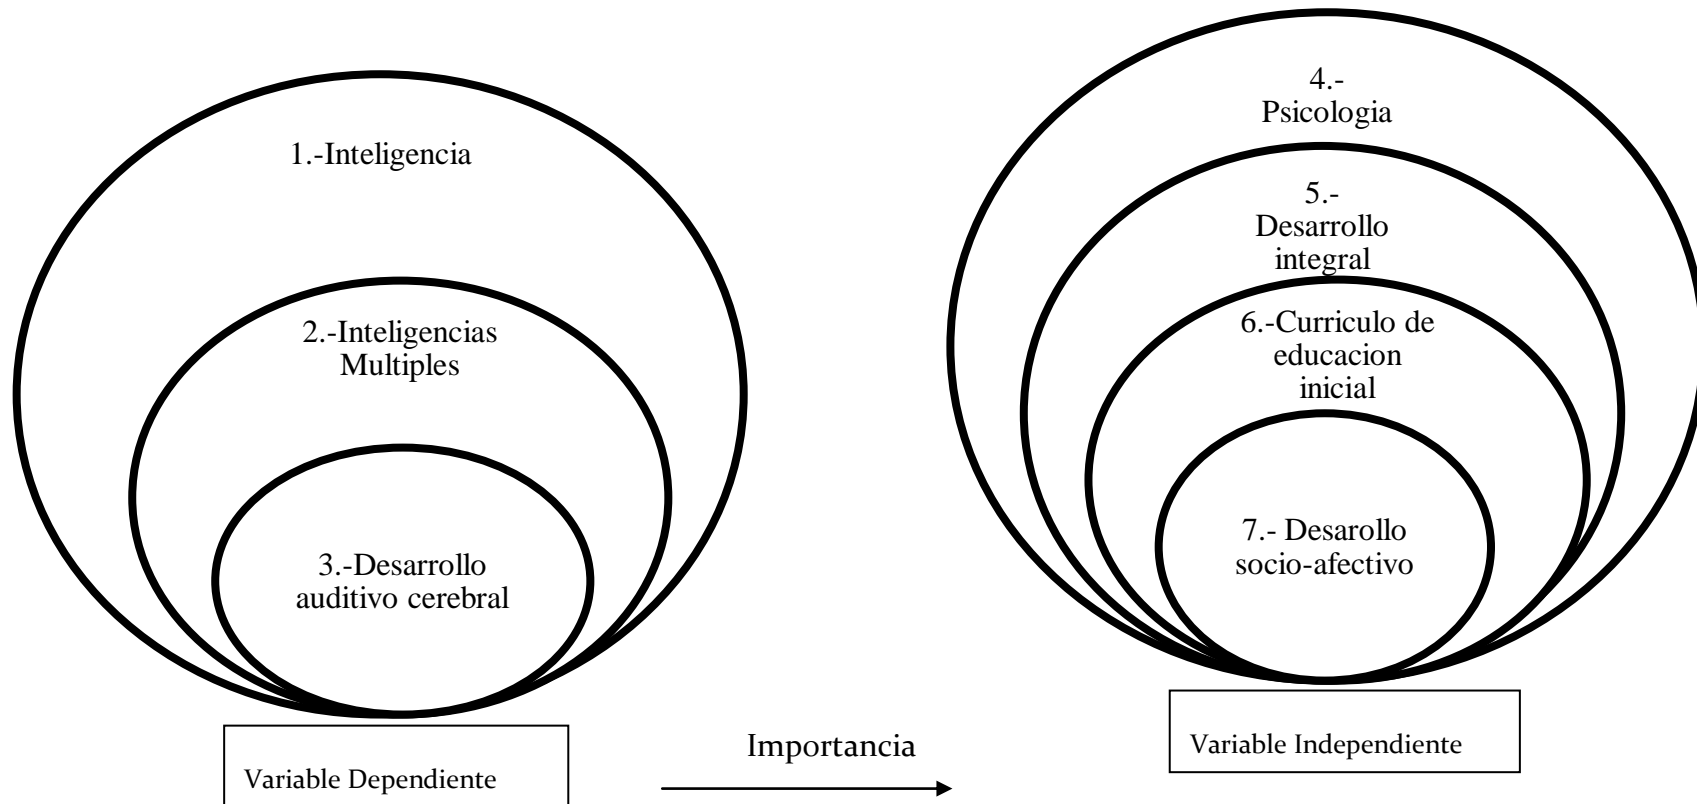 1.-Inteligencia
2.-Inteligencias
Multiples
3.-Desarrollo
auditivo cerebral
Variable Dependiente
Importancia
4.-
Psicologia
5.-
Desarrollo
integral
6.-Curriculo de
educacion
inicial
7.- Desarollo
socio-afectivo
Variable Independiente